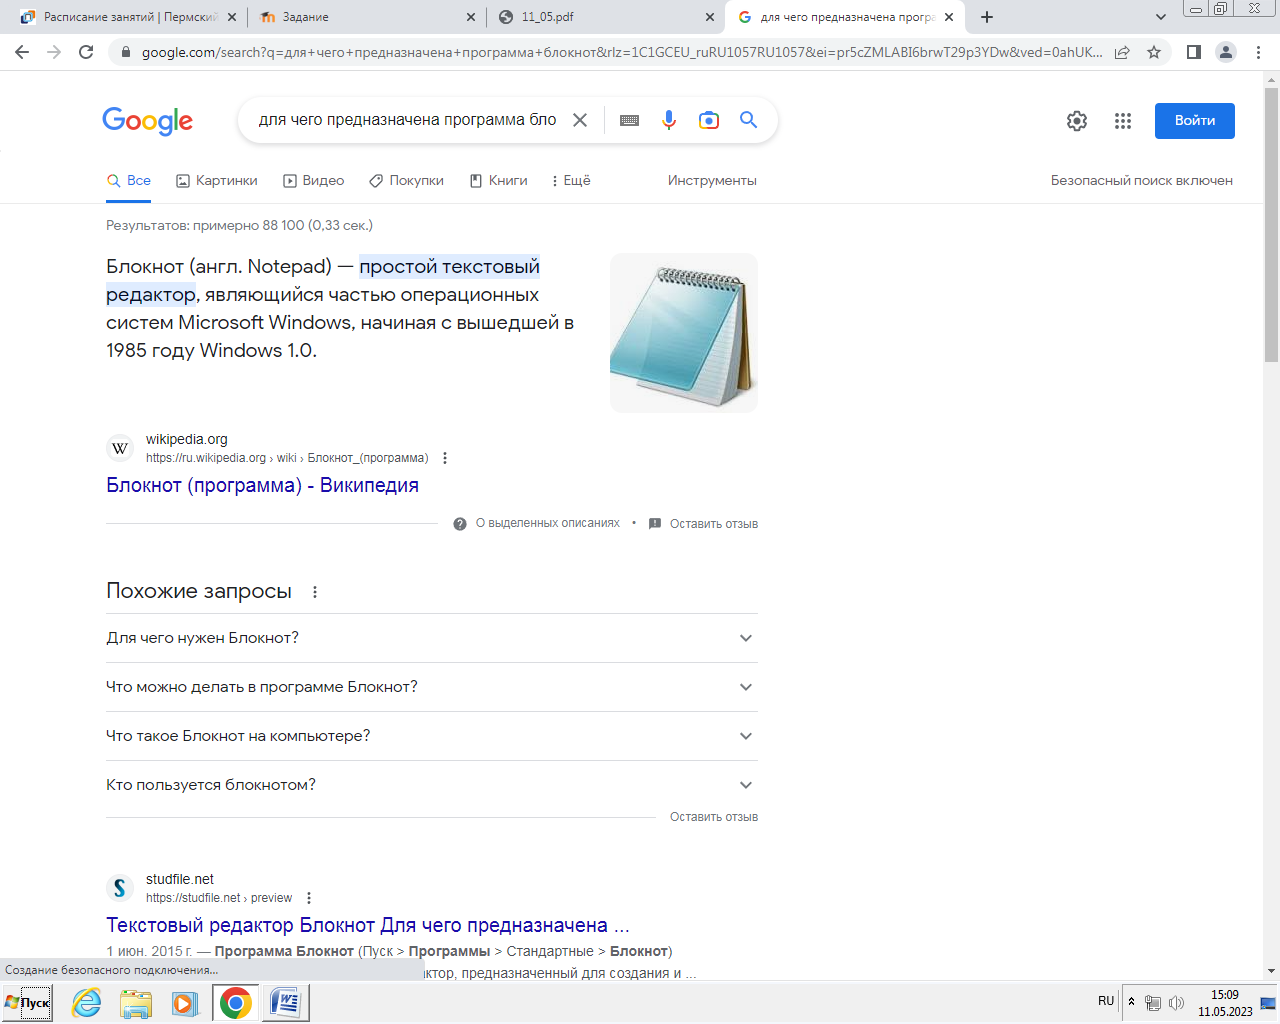 Расписание занятий | Пермский
Задание
11_05.pdf
для чего предназначена програ
google.com/search?q=для+чего+предназначена+программа+блокнот&rlz=1C1GCEU_ruRU1057RU1057&ei=pr5cZMLABI6brwT29p3YDw&ved=0ahUK...
Google
для чего предназначена программа бло
Войти
Все
Картинки
Видео
Покупки
Книги
Ещё
Инструменты
Безопасный поиск включен
Результатов: примерно 88 100 (0,33 сек.)
Блокнот (англ. Notepad) — простой текстовый
редактор, являющийся частью операционных
систем Microsoft Windows, начиная с вышедшей в
1985 году Windows 1.0.
W
wikipedia.org
https://ru.wikipedia.org › wiki › Блокнот_(программа)
Блокнот (программа) - Википедия
О выделенных описаниях • Оставить отзыв
Похожие запросы
Для чего нужен Блокнот?
Что можно делать в программе Блокнот?
Что такое Блокнот на компьютере?
Кто пользуется блокнотом?
Оставить отзыв
S
studfile.net
https://studfile.net › preview
Текстовый редактор Блокнот Для чего предназначена ...
1 июн. 2015 г. — Программа Блокнот (Пуск > Программы > Стандартные > Блокнот)
ктор, предназначенный для создания и ...
Создание безопасного подключения...
Пуск
RU
15:09
11.05.2023